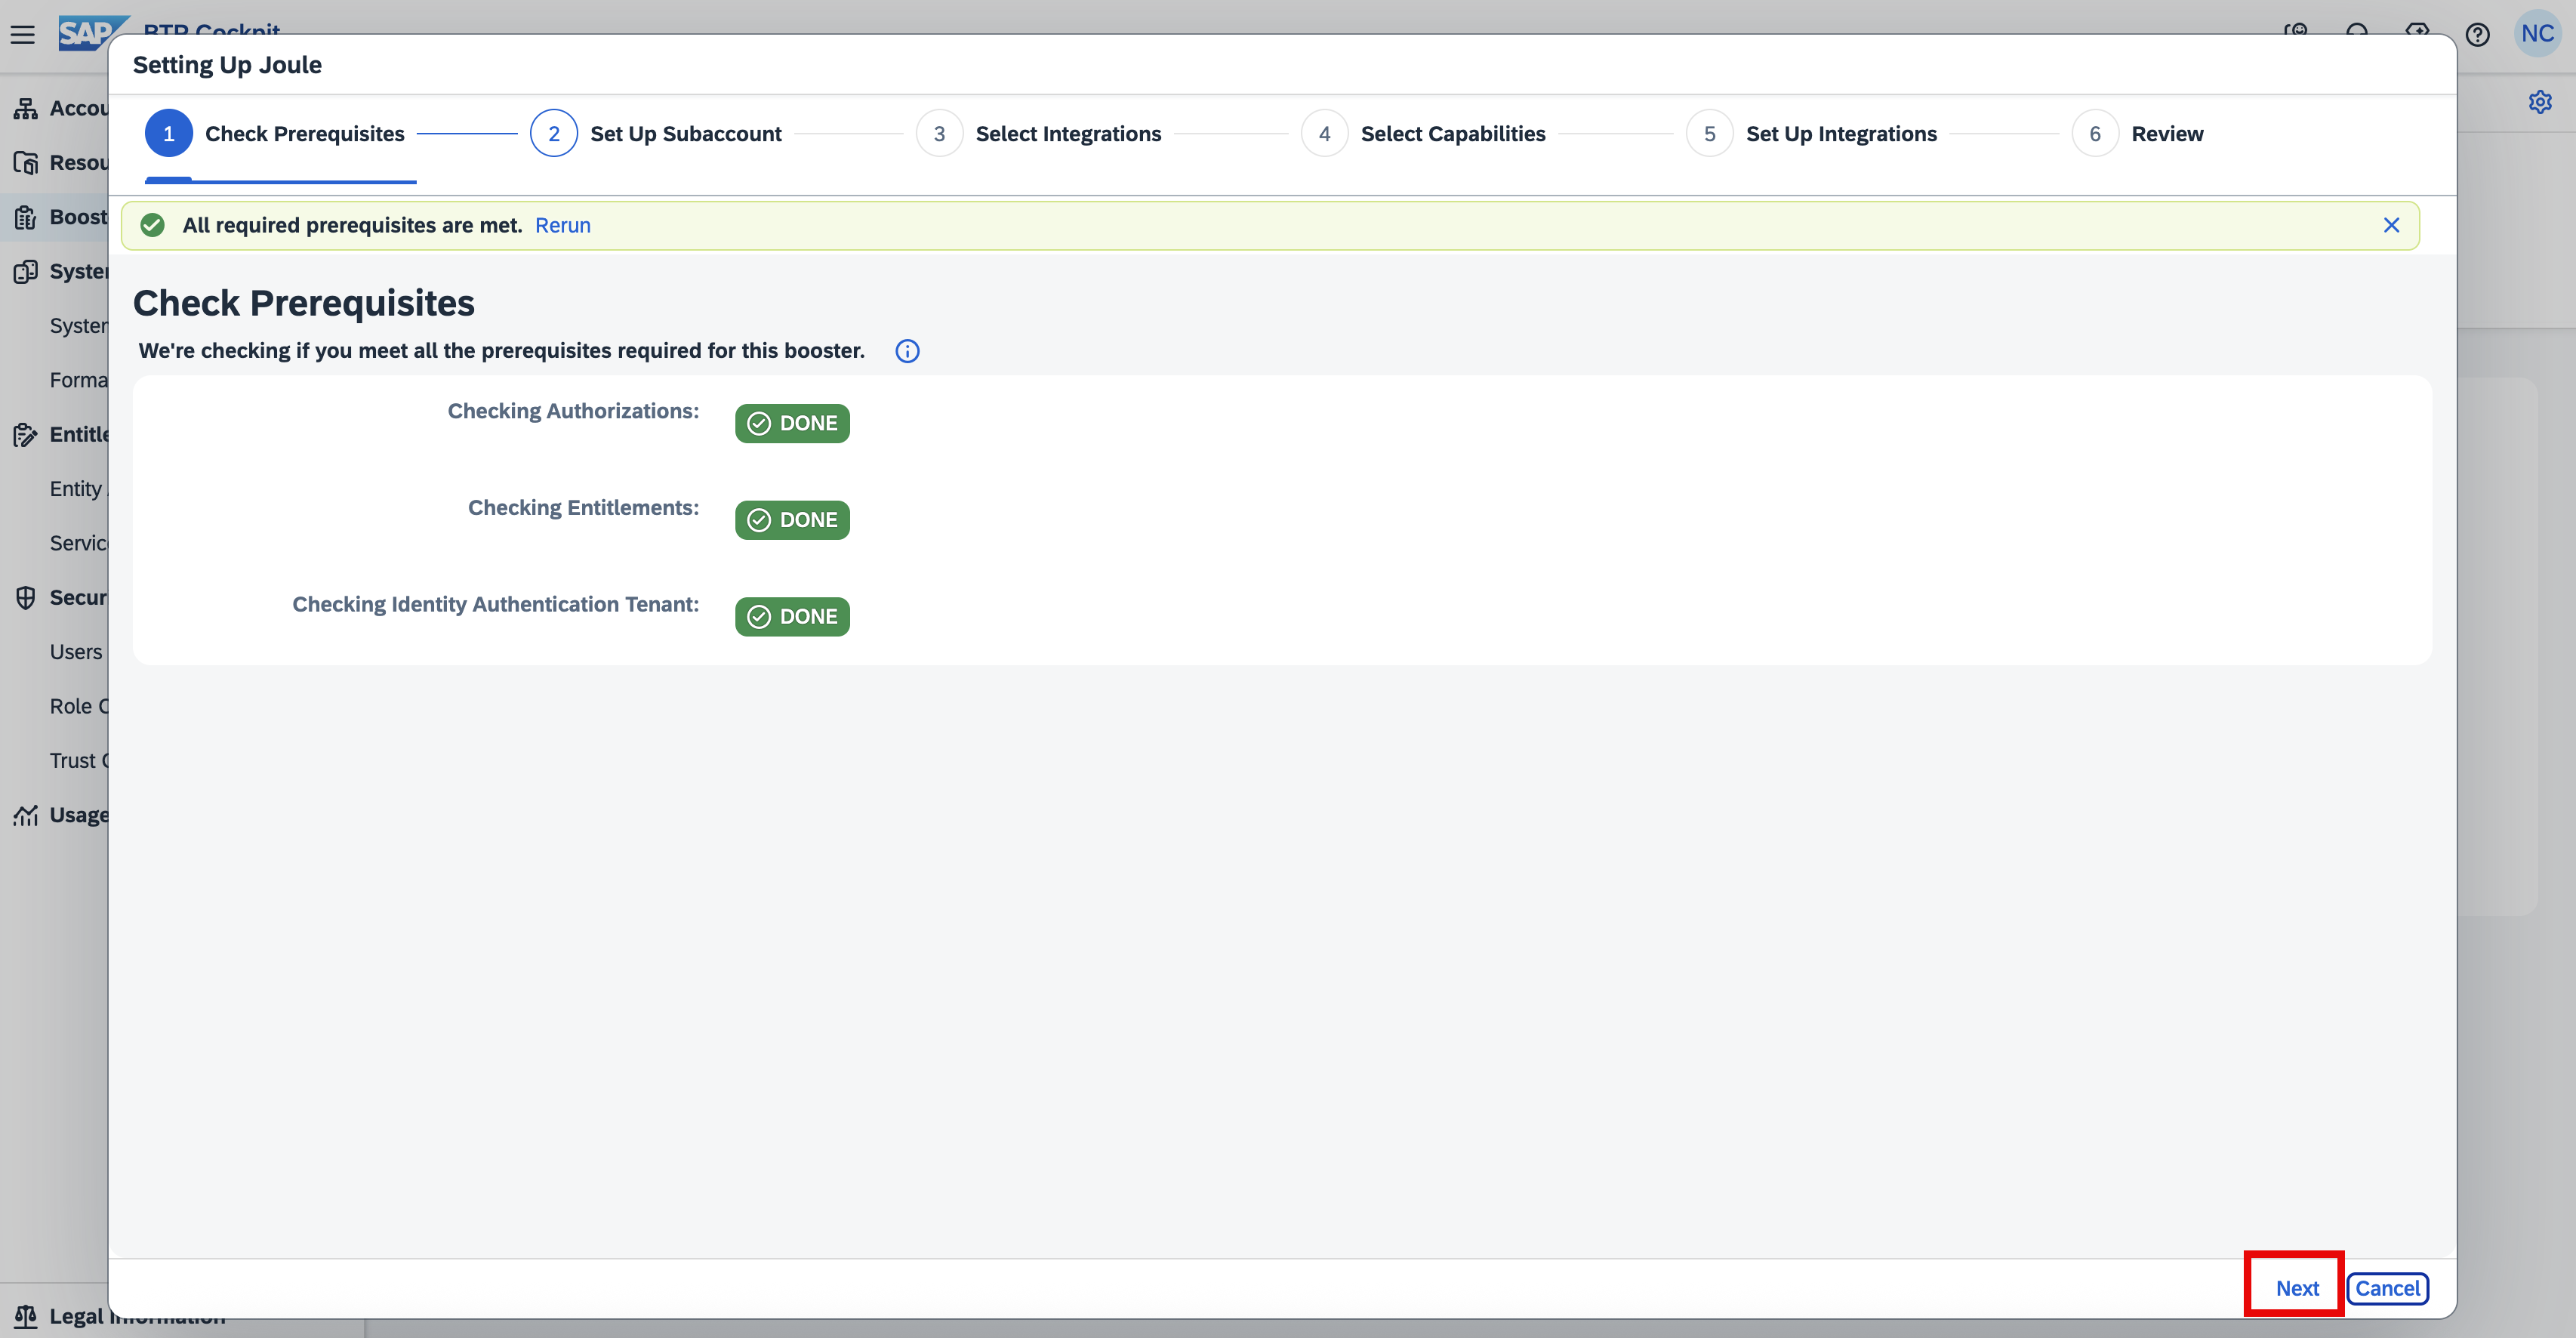 SAP BTP Cockpit
NC
Setting Up Joule
1 Check Prerequisites
2 Set Up Subaccount
3 Select Integrations
4 Select Capabilities
5 Set Up Integrations
6 Review
All required prerequisites are met. Rerun
Check Prerequisites
We're checking if you meet all the prerequisites required for this booster.
Checking Authorizations: DONE
Checking Entitlements: DONE
Checking Identity Authentication Tenant: DONE
Next Cancel
Accou
Resou
Boost
Syster
Syster
Forma
Entitle
Entity
Servic
Secur
Users
Role C
Trust C
Usage
Legal Information